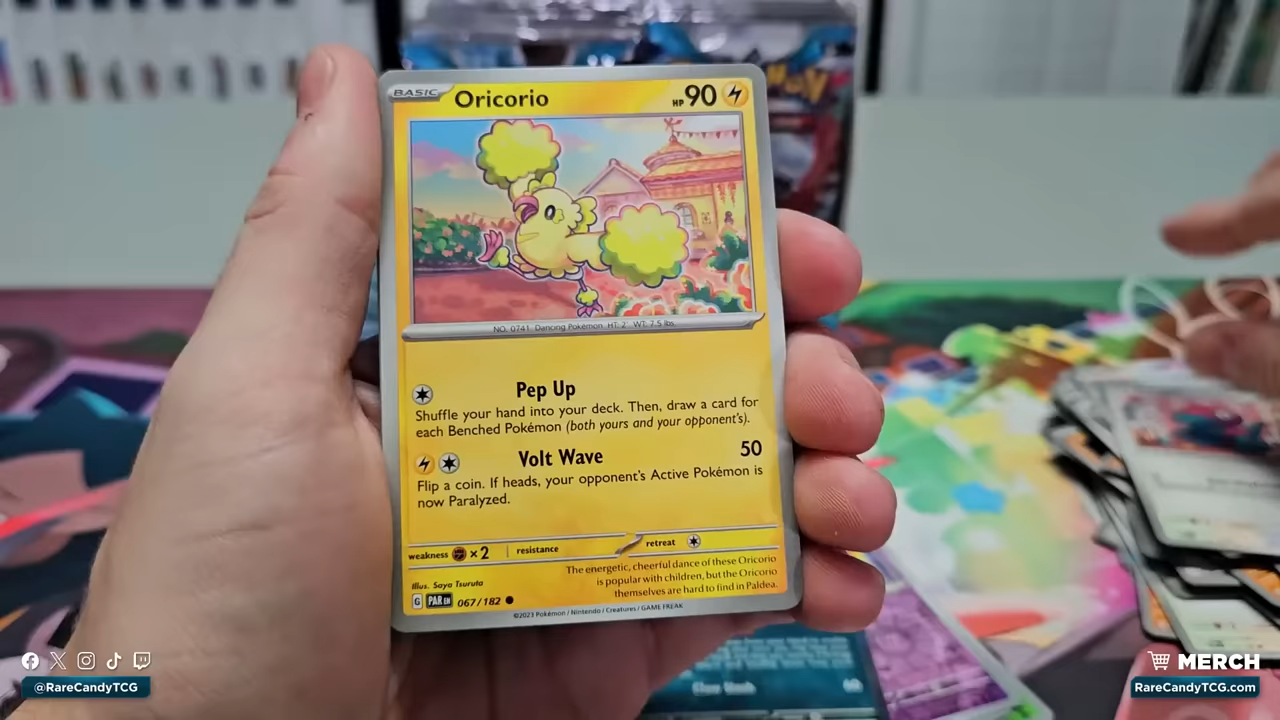 BASIC
Oricorio
HP 90
NO. 0741 Dancing Pokémon HT: 2' WT: 7.5 lbs
Pep Up
Shuffle your hand into your deck. Then, draw a card for
each Benched Pokémon (both yours and your opponent's).
Volt Wave 50
Flip a coin. If heads, your opponent's Active Pokémon is
now Paralyzed.
weakness ×2 resistance retreat
The energetic, cheerful dance of these Oricorio
is popular with children, but the Oricorio
themselves are hard to find in Paldea.
Illus. Saya Tsuruta
G PAR EN 067/182
©2023 Pokémon / Nintendo / Creatures / GAME FREAK
@RareCandyTCG
MERCH
RareCandyTCG.com